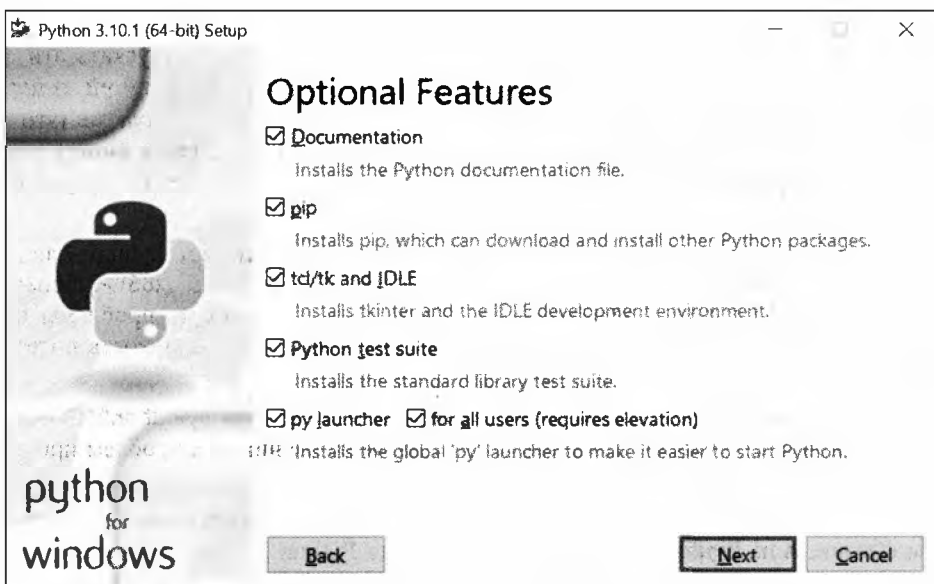 Python 3.10.1 (64-bit) Setup
Optional Features
Documentation
Installs the Python documentation file.
pip
Installs pip, which can download and install other Python packages.
tcl/tk and IDLE
Installs tkinter and the IDLE development environment.
Python test suite
Installs the standard library test suite.
py launcher for all users (requires elevation)
Installs the global 'py' launcher to make it easier to start Python.
python
for
windows
Back Next Cancel